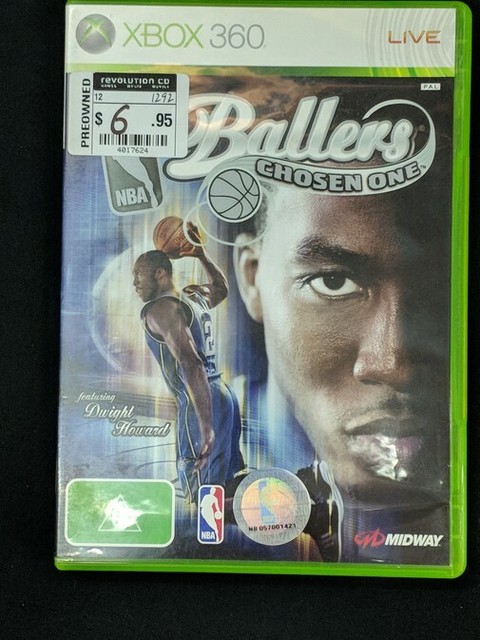 XBOX 360
LIVE
PAL
PREOWNED
REVOLUTION CD
12
1292
$ 6 .95
4017624
NBA
Ballers
CHOSEN ONE™
featuring
Dwight
Howard
NBA
NB 057001421
MIDWAY